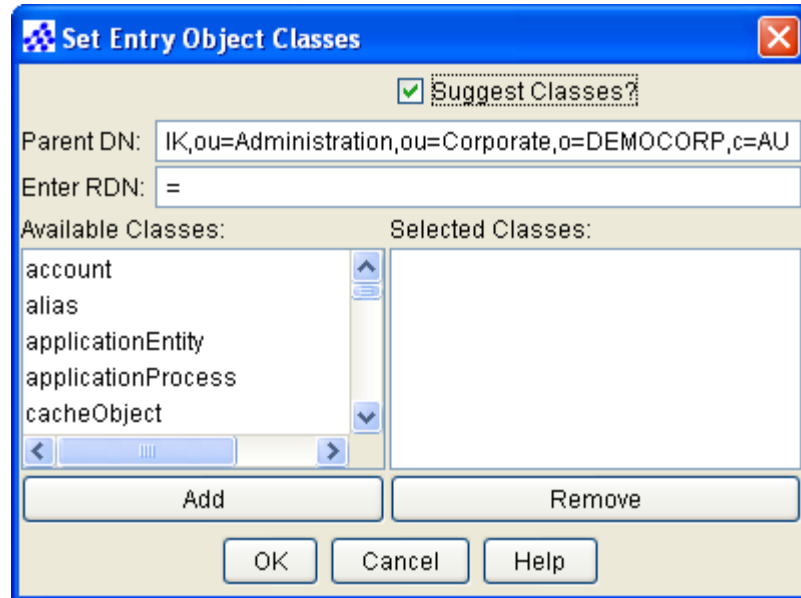 Set Entry Object Classes
Suggest Classes?
Parent DN: IK,ou=Administration,ou=Corporate,o=DEMOCORP,c=AU
Enter RDN: =
Available Classes: Selected Classes:
account
alias
applicationEntity
applicationProcess
cacheObject
Add Remove
OK Cancel Help